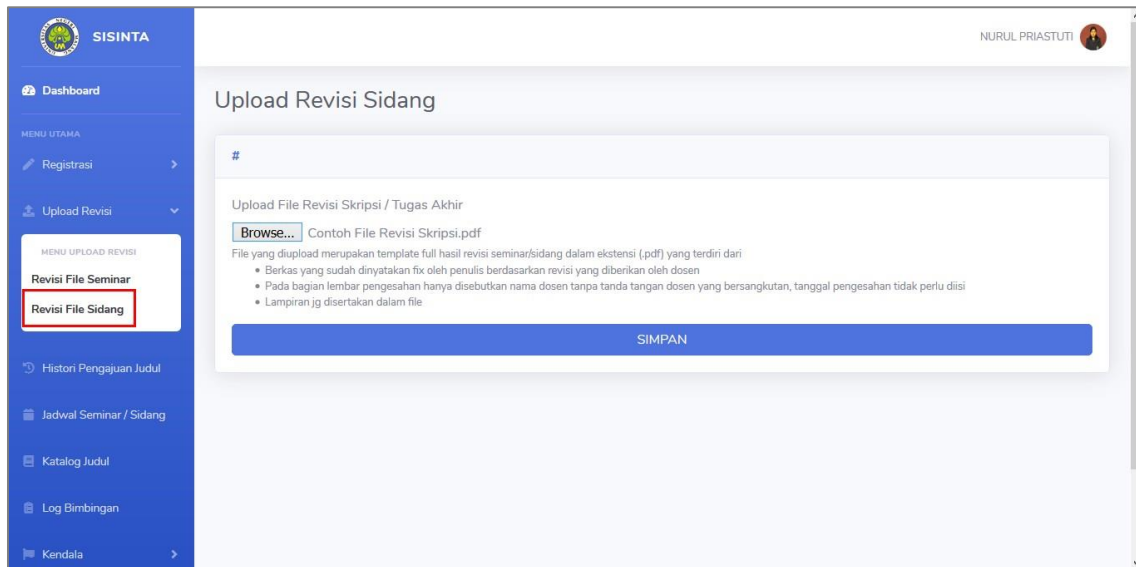 SISINTA
NURUL PRIASTUTI
Dashboard
MENU UTAMA
Registrasi
Upload Revisi
MENU UPLOAD REVISI
Revisi File Seminar
Revisi File Sidang
Histori Pengajuan Judul
Jadwal Seminar / Sidang
Katalog Judul
Log Bimbingan
Kendala
Upload Revisi Sidang
#
Upload File Revisi Skripsi / Tugas Akhir
Browse... Contoh File Revisi Skripsi.pdf
File yang diupload merupakan template full hasil revisi seminar/sidang dalam ekstensi (.pdf) yang terdiri dari
Berkas yang sudah dinyatakan fix oleh penulis berdasarkan revisi yang diberikan oleh dosen
Pada bagian lembar pengesahan hanya disebutkan nama dosen tanpa tanda tangan dosen yang bersangkutan, tanggal pengesahan tidak perlu diisi
Lampiran jg disertakan dalam file
SIMPAN